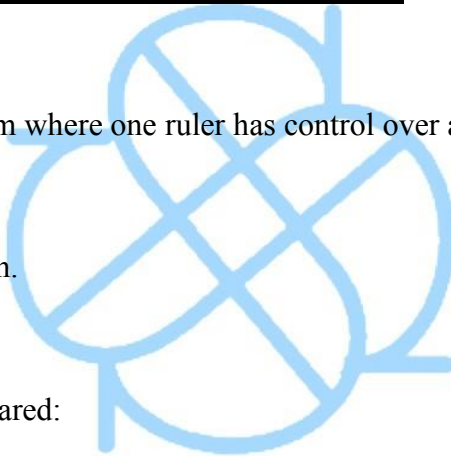 m where one ruler has control over a
n.
ared: